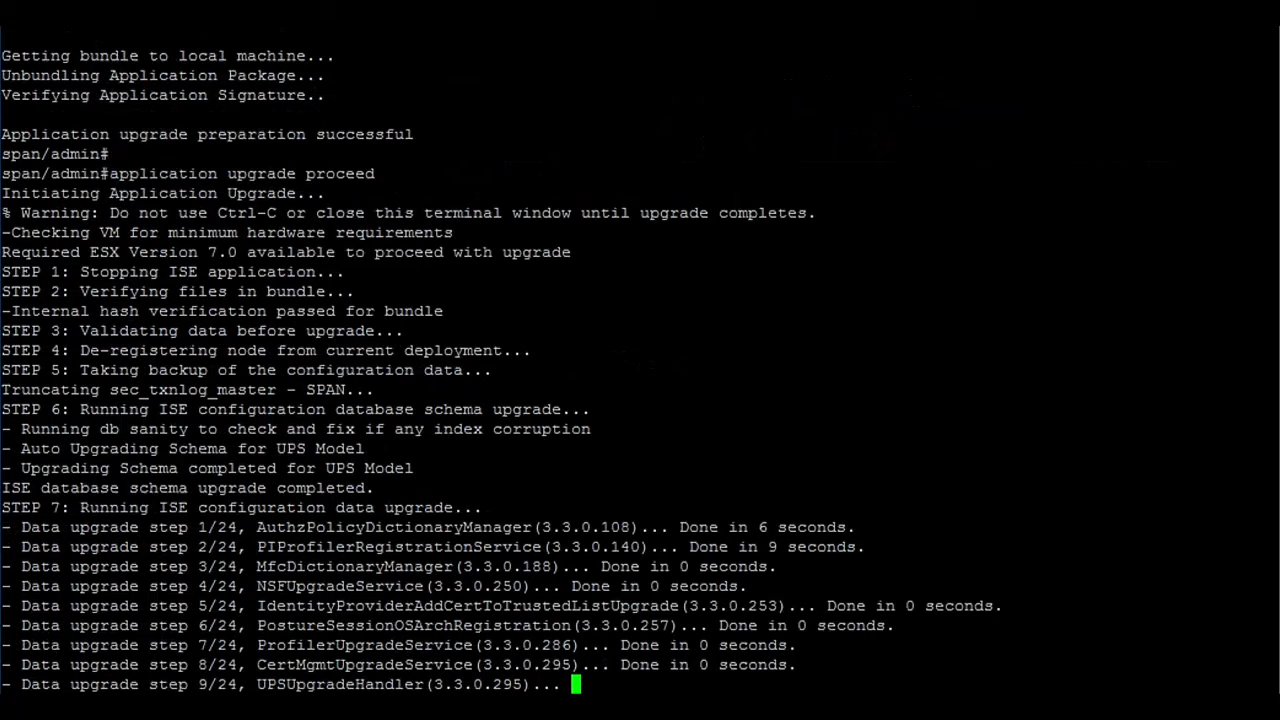 Getting bundle to local machine...
Unbundling Application Package...
Verifying Application Signature..
Application upgrade preparation successful
span/admin#
span/admin#application upgrade proceed
Initiating Application Upgrade...
% Warning: Do not use Ctrl-C or close this terminal window until upgrade completes.
-Checking VM for minimum hardware requirements
Required ESX Version 7.0 available to proceed with upgrade
STEP 1: Stopping ISE application...
STEP 2: Verifying files in bundle...
-Internal hash verification passed for bundle
STEP 3: Validating data before upgrade...
STEP 4: De-registering node from current deployment...
STEP 5: Taking backup of the configuration data...
Truncating sec_txnlog_master - SPAN...
STEP 6: Running ISE configuration database schema upgrade...
- Running db sanity to check and fix if any index corruption
- Auto Upgrading Schema for UPS Model
- Upgrading Schema completed for UPS Model
ISE database schema upgrade completed.
STEP 7: Running ISE configuration data upgrade...
- Data upgrade step 1/24, AuthzPolicyDictionaryManager(3.3.0.108)... Done in 6 seconds.
- Data upgrade step 2/24, PIProfilerRegistrationService(3.3.0.140)... Done in 9 seconds.
- Data upgrade step 3/24, MfcDictionaryManager(3.3.0.188)... Done in 0 seconds.
- Data upgrade step 4/24, NSFUpgradeService(3.3.0.250)... Done in 0 seconds.
- Data upgrade step 5/24, IdentityProviderAddCertToTrustedListUpgrade(3.3.0.253)... Done in 0 seconds.
- Data upgrade step 6/24, PostureSessionOSArchRegistration(3.3.0.257)... Done in 0 seconds.
- Data upgrade step 7/24, ProfilerUpgradeService(3.3.0.286)... Done in 0 seconds.
- Data upgrade step 8/24, CertMgmtUpgradeService(3.3.0.295)... Done in 0 seconds.
- Data upgrade step 9/24, UPSUpgradeHandler(3.3.0.295)...